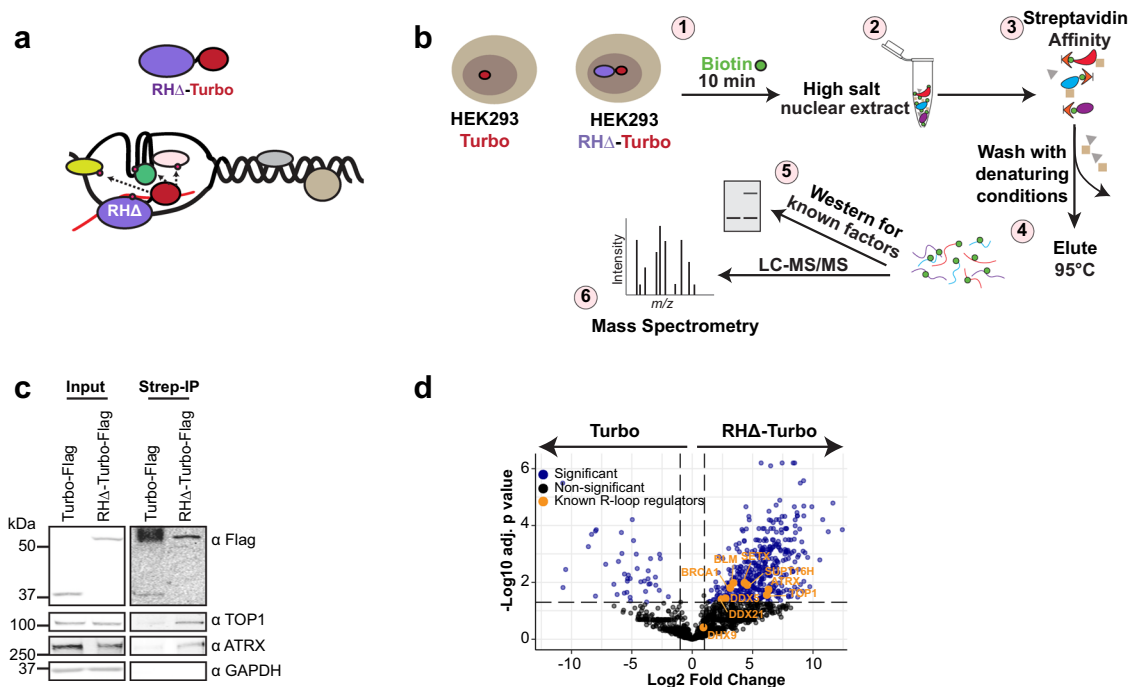 a
RHΔ-Turbo
RHΔ
b
HEK293
Turbo
HEK293
RHΔ-Turbo
1
Biotin
10 min
High salt
nuclear extract
2
3
Streptavidin
Affinity
Wash with
denaturing
conditions
4
Elute
95°C
5
Western for
known factors
LC-MS/MS
6
Intensity
m/z
Mass Spectrometry
c
Input
Strep-IP
Turbo-Flag
RHΔ-Turbo-Flag
Turbo-Flag
RHΔ-Turbo-Flag
kDa
50
37
100
250
37
α Flag
α TOP1
α ATRX
α GAPDH
d
Turbo
RHΔ-Turbo
Significant
Non-significant
Known R-loop regulators
-Log10 adj. p value
6
4
2
0
BLM
SETX
BRCA1
SUPT16H
ATRX
TOP1
DDX5
DDX21
DHX9
-10
-5
0
5
10
Log2 Fold Change